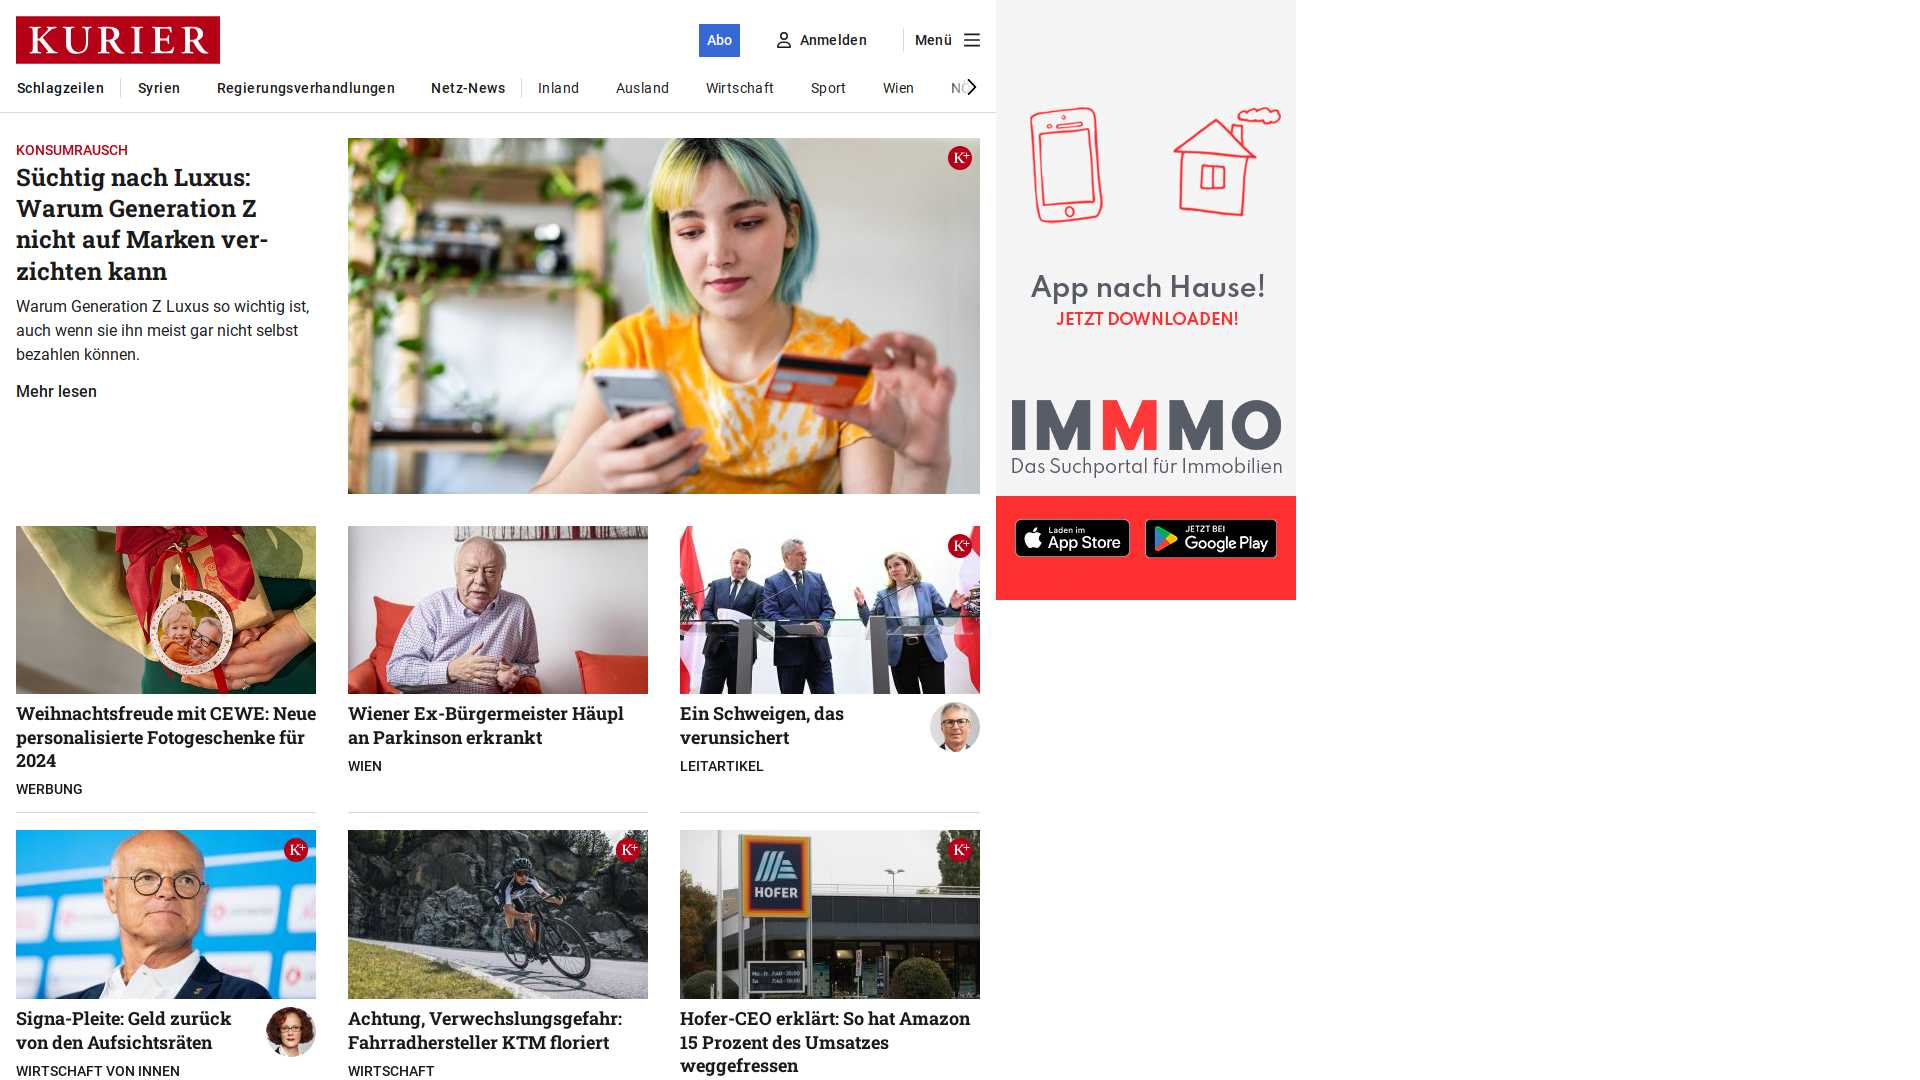 KURIER
Abo
Anmelden
Menü
Schlagzeilen
Syrien
Regierungsverhandlungen
Netz-News
Inland
Ausland
Wirtschaft
Sport
Wien
KONSUMRAUSCH
Süchtig nach Luxus:
Warum Generation Z
nicht auf Marken ver-
zichten kann
Warum Generation Z Luxus so wichtig ist,
auch wenn sie ihn meist gar nicht selbst
bezahlen können.
Mehr lesen
K+
Weihnachtsfreude mit CEWE: Neue
personalisierte Fotogeschenke für
2024
WERBUNG
Wiener Ex-Bürgermeister Häupl
an Parkinson erkrankt
WIEN
K+
Ein Schweigen, das
verunsichert
LEITARTIKEL
K+
Signa-Pleite: Geld zurück
von den Aufsichtsräten
WIRTSCHAFT VON INNEN
K+
Achtung, Verwechslungsgefahr:
Fahrradhersteller KTM floriert
WIRTSCHAFT
K+
HOFER
Hofer-CEO erklärt: So hat Amazon
15 Prozent des Umsatzes
weggefressen
App nach Hause!
JETZT DOWNLOADEN!
IMMMO
Das Suchportal für Immobilien
Laden im
App Store
JETZT BEI
Google Play